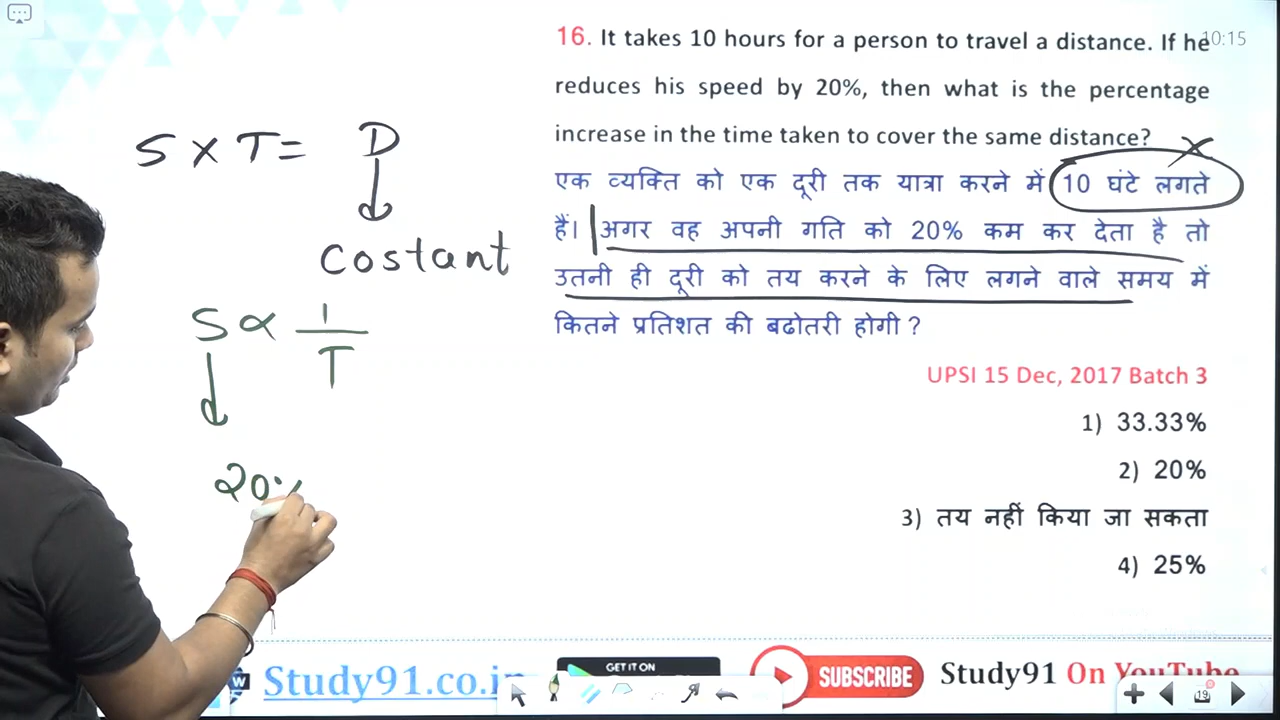 16. It takes 10 hours for a person to travel a distance. If he
10:15
reduces his speed by 20%, then what is the percentage
increase in the time taken to cover the same distance?
एक व्यक्ति को एक दूरी तक यात्रा करने में 10 घंटे लगते
हैं। अगर वह अपनी गति को 20% कम कर देता है तो
उतनी ही दूरी को तय करने के लिए लगने वाले समय में
कितने प्रतिशत की बढोतरी होगी ?
UPSI 15 Dec, 2017 Batch 3
1) 33.33%
2) 20%
3) तय नहीं किया जा सकता
4) 25%
S × T = D
costant
S ∝ 1
T
20%
W Study91.co.in
GET IT ON
SUBSCRIBE
Study91 On YouTube
19